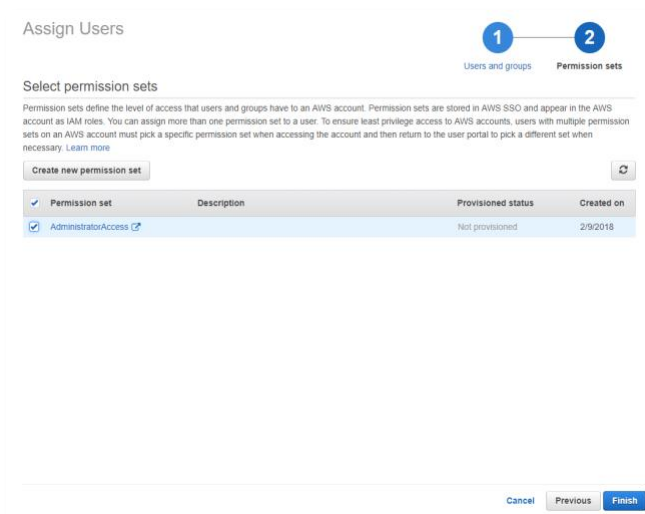 Assign Users
1
2
Users and groups
Permission sets
Select permission sets
Permission sets define the level of access that users and groups have to an AWS account. Permission sets are stored in AWS SSO and appear in the AWS
account as IAM roles. You can assign more than one permission set to a user. To ensure least privilege access to AWS accounts, users with multiple permission
sets on an AWS account must pick a specific permission set when accessing the account and then return to the user portal to pick a different set when
necessary. Learn more
Create new permission set
Permission set Description Provisioned status Created on
AdministratorAccess Not provisioned 2/9/2018
Cancel Previous Finish